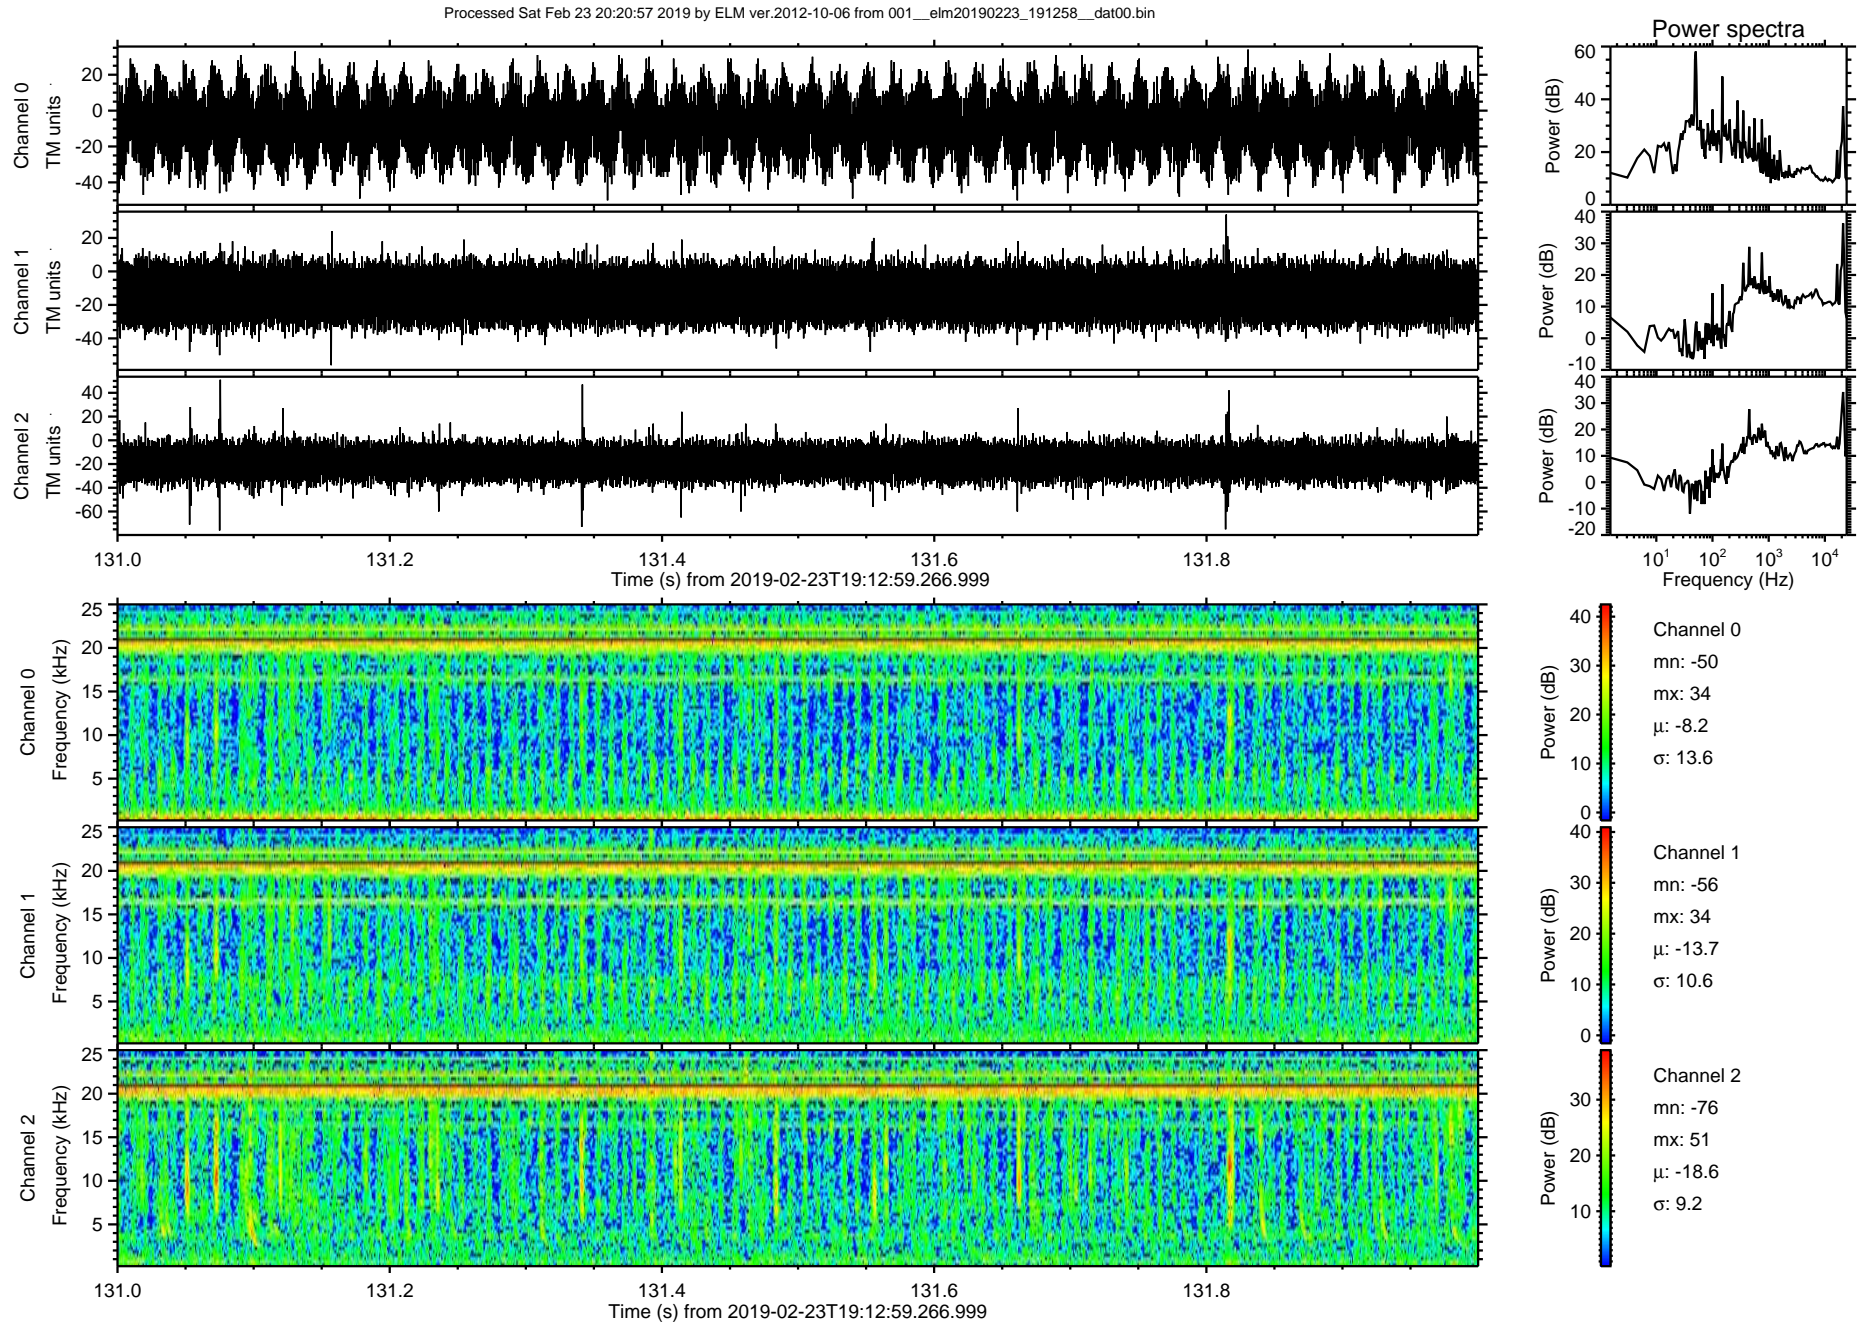 Processed Sat Feb 23 20:20:57 2019 by ELM ver.2012-10-06 from 001__elm20190223_191258__dat00.bin
Power spectra
Channel 0
TM units
20
0
-20
-40
Power (dB)
60
40
20
0
Channel 1
TM units
20
0
-20
-40
Power (dB)
40
30
20
10
0
-10
Channel 2
TM units
40
20
0
-20
-40
-60
Power (dB)
40
30
20
10
0
-10
-20
131.0 131.2 131.4 131.6 131.8
Time (s) from 2019-02-23T19:12:59.266.999
10¹ 10² 10³ 10⁴
Frequency (Hz)
Channel 0
Frequency (kHz)
25
20
15
10
5
Power (dB)
40
30
20
10
0
Channel 0
mn: -50
mx: 34
μ: -8.2
σ: 13.6
Channel 1
Frequency (kHz)
25
20
15
10
5
Power (dB)
40
30
20
10
0
Channel 1
mn: -56
mx: 34
μ: -13.7
σ: 10.6
Channel 2
Frequency (kHz)
25
20
15
10
5
Power (dB)
30
20
10
Channel 2
mn: -76
mx: 51
μ: -18.6
σ: 9.2
131.0 131.2 131.4 131.6 131.8
Time (s) from 2019-02-23T19:12:59.266.999